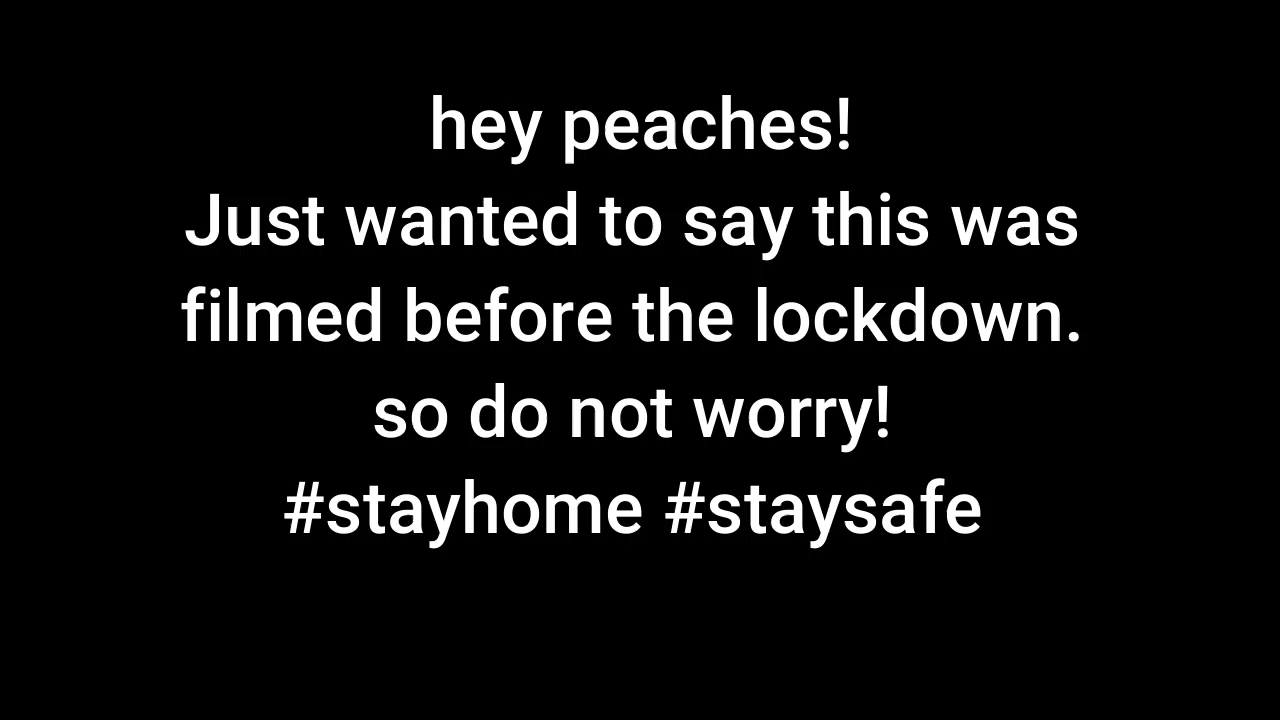 hey peaches!
Just wanted to say this was
filmed before the lockdown.
so do not worry!
#stayhome #staysafe